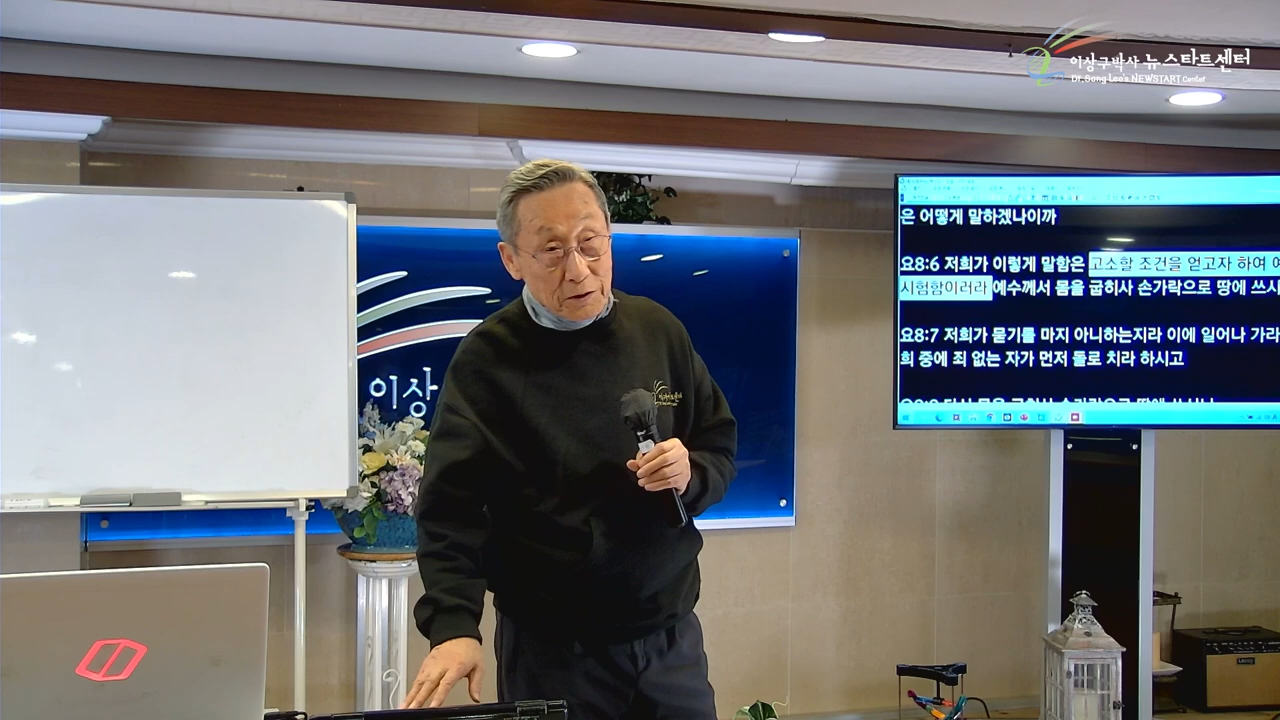 이상구박사 뉴스타트센터
Dr. Sang Lee's NEWSTART Center
은 어떻게 말하겠나이까
요8:6 저희가 이렇게 말함은 고소할 조건을 얻고자 하여 예
시험함이러라 예수께서 몸을 굽히사 손가락으로 땅에 쓰시
요8:7 저희가 묻기를 마지 아니하는지라 이에 일어나 가라
희 중에 죄 없는 자가 먼저 돌로 치라 하시고
이상